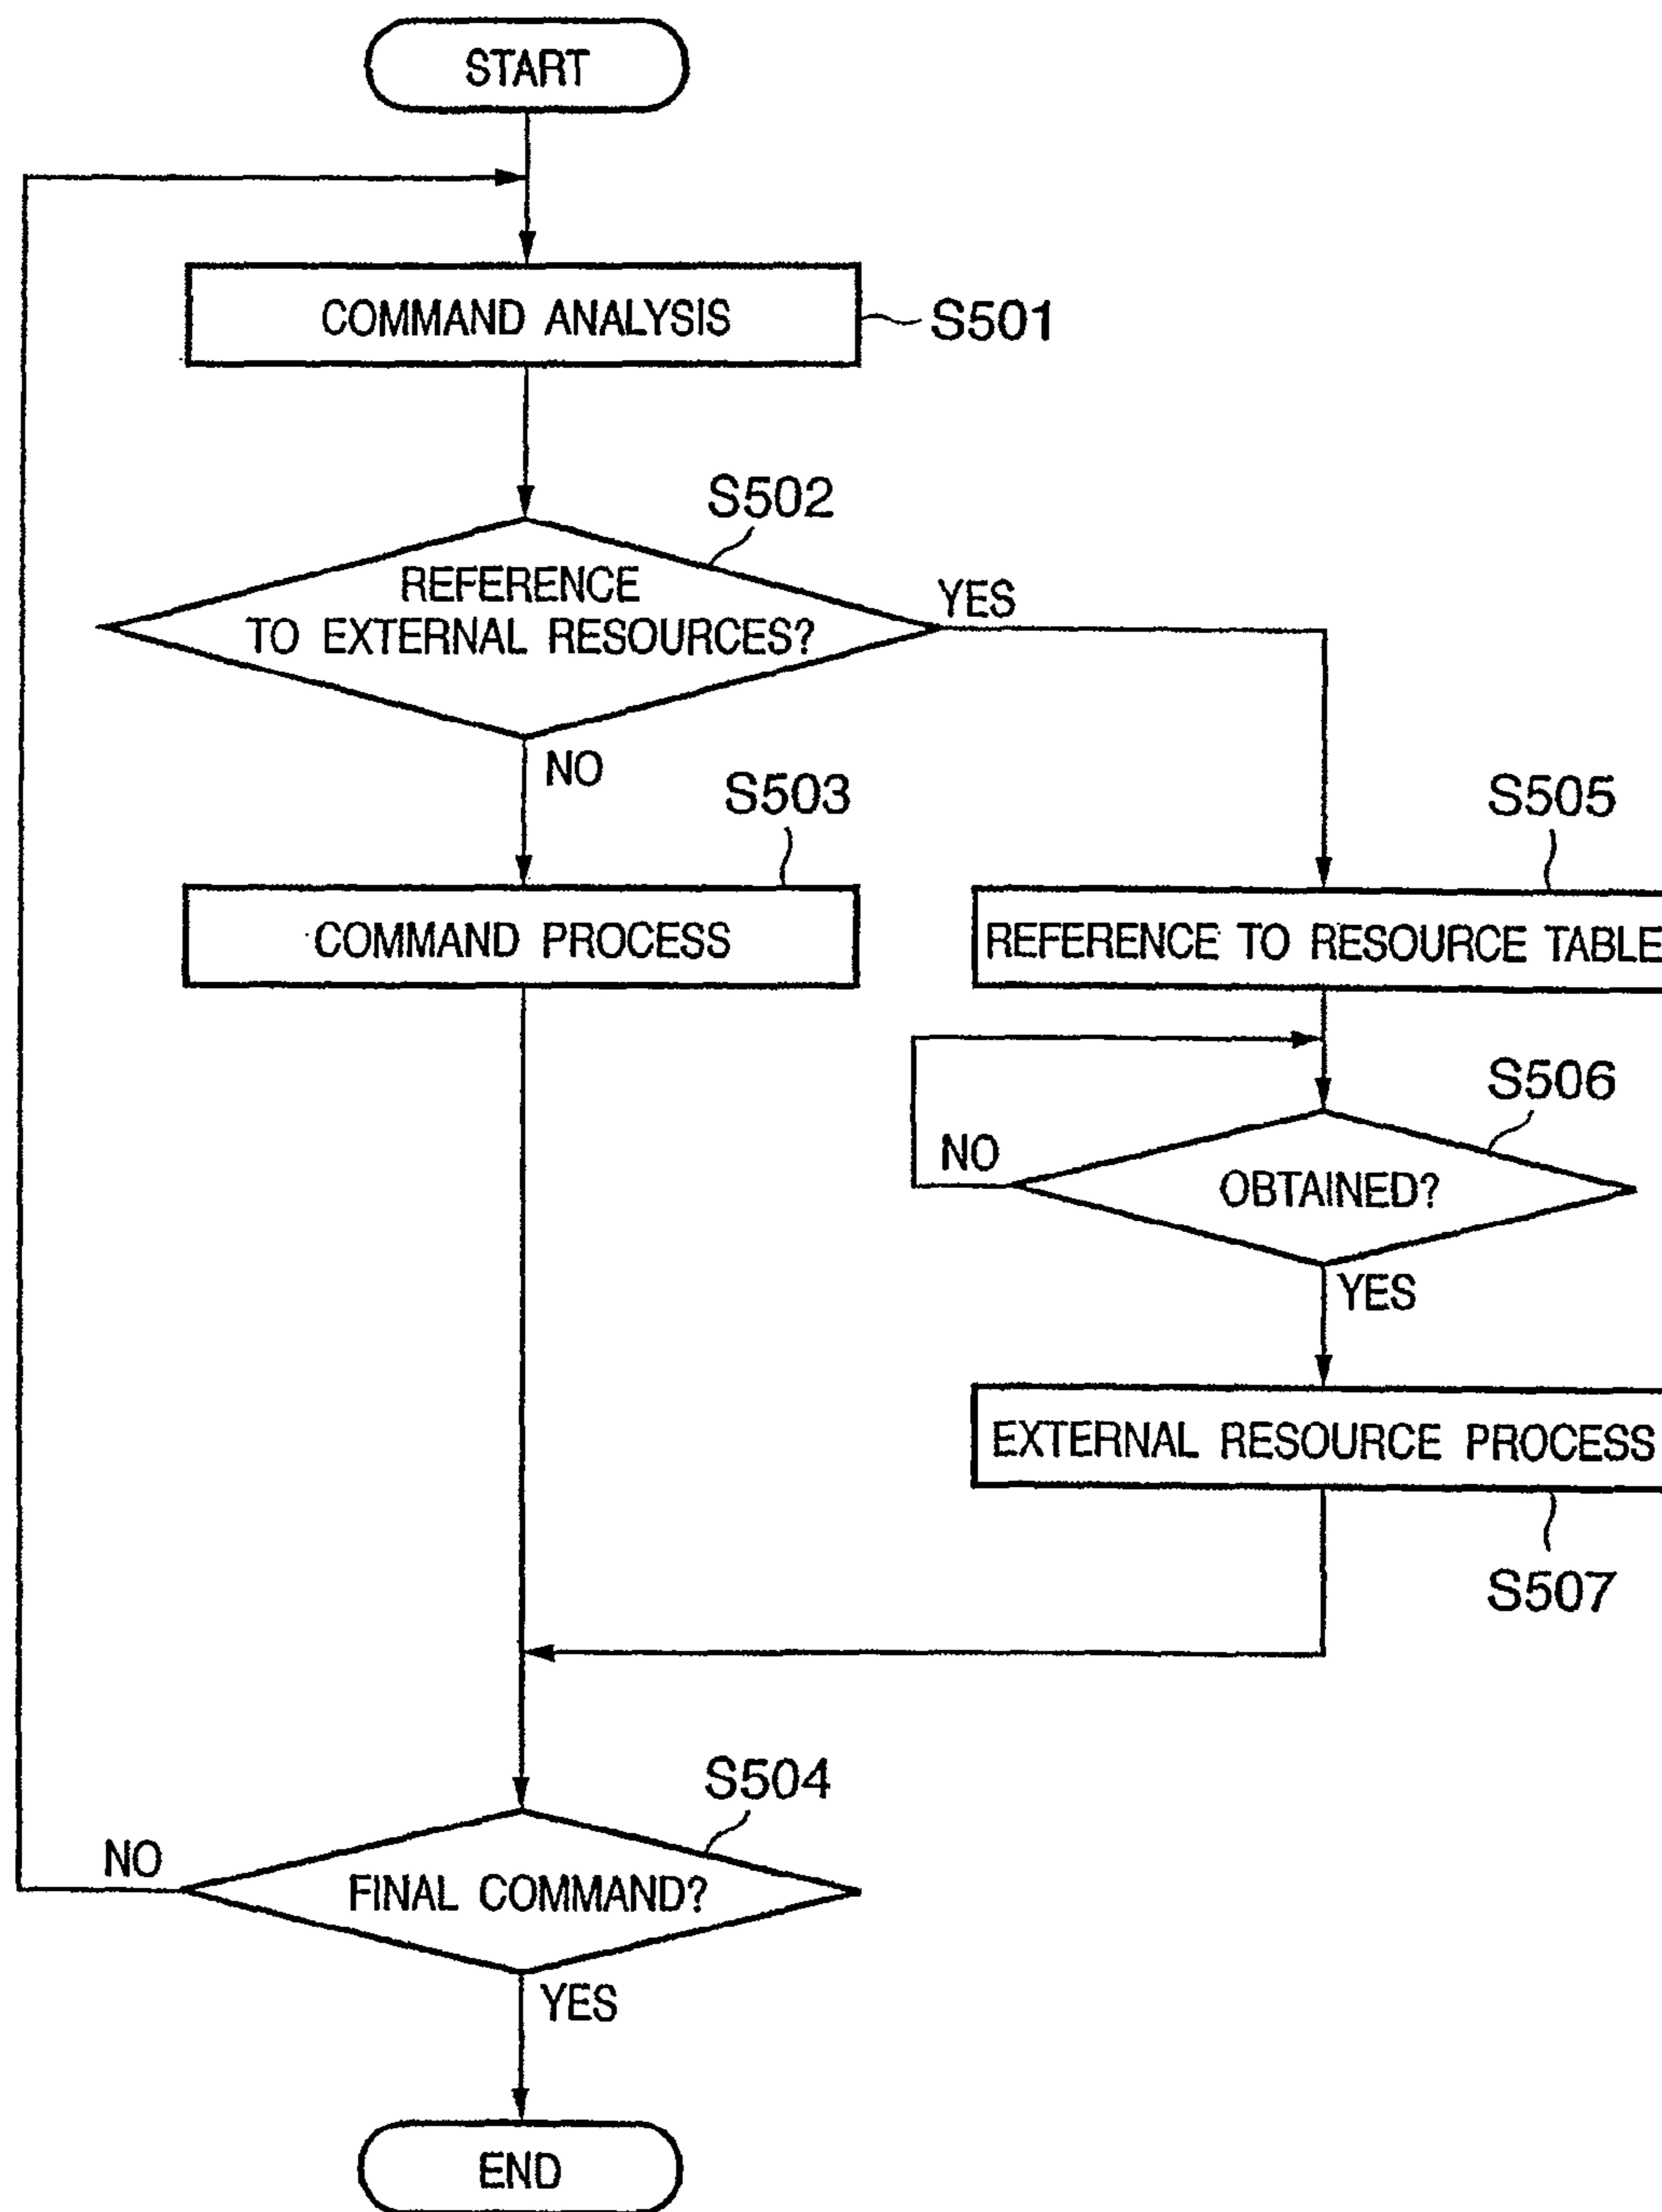 START
COMMAND ANALYSIS
S501
S502
REFERENCE
TO EXTERNAL RESOURCES?
YES
NO
S503
COMMAND PROCESS
S505
REFERENCE TO RESOURCE TABLE
S506
NO
OBTAINED?
YES
EXTERNAL RESOURCE PROCESS
S507
S504
NO
FINAL COMMAND?
YES
END